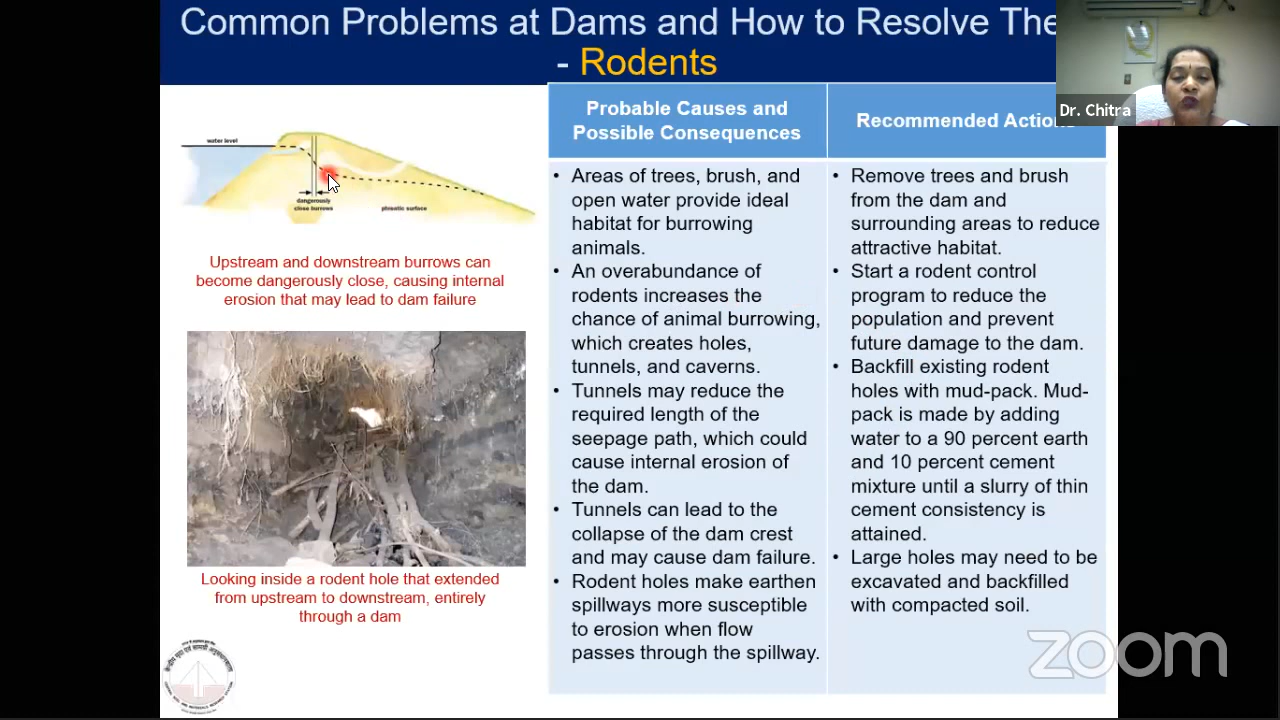 Common Problems at Dams and How to Resolve The
- Rodents
Dr. Chitra
water level
dangerously
close burrows
phreatic surface
Upstream and downstream burrows can
become dangerously close, causing internal
erosion that may lead to dam failure
Looking inside a rodent hole that extended
from upstream to downstream, entirely
through a dam
Probable Causes and
Possible Consequences
• Areas of trees, brush, and
open water provide ideal
habitat for burrowing
animals.
• An overabundance of
rodents increases the
chance of animal burrowing,
which creates holes,
tunnels, and caverns.
• Tunnels may reduce the
required length of the
seepage path, which could
cause internal erosion of
the dam.
• Tunnels can lead to the
collapse of the dam crest
and may cause dam failure.
• Rodent holes make earthen
spillways more susceptible
to erosion when flow
passes through the spillway.
Recommended Actions
• Remove trees and brush
from the dam and
surrounding areas to reduce
attractive habitat.
• Start a rodent control
program to reduce the
population and prevent
future damage to the dam.
• Backfill existing rodent
holes with mud-pack. Mud-
pack is made by adding
water to a 90 percent earth
and 10 percent cement
mixture until a slurry of thin
cement consistency is
attained.
• Large holes may need to be
excavated and backfilled
with compacted soil.
zoom